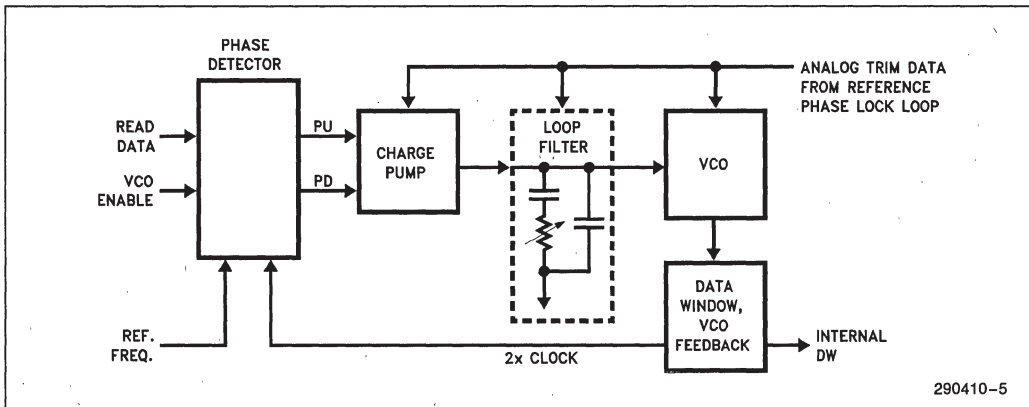 PHASE
DETECTOR
READ
DATA
VCO
ENABLE
REF.
FREQ.
PU
PD
CHARGE
PUMP
LOOP
FILTER
VCO
ANALOG TRIM DATA
FROM REFERENCE
PHASE LOCK LOOP
DATA
WINDOW,
VCO
FEEDBACK
2x CLOCK
INTERNAL
DW
290410-5